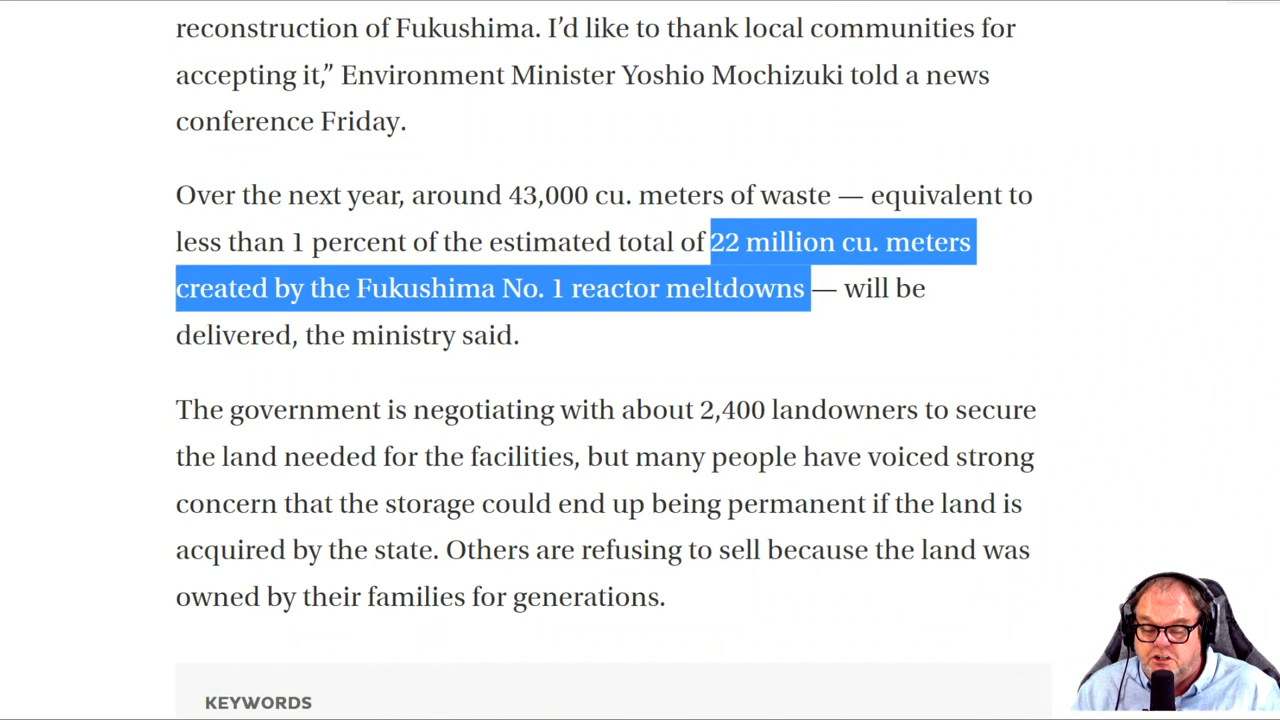 reconstruction of Fukushima. I’d like to thank local communities for
accepting it,” Environment Minister Yoshio Mochizuki told a news
conference Friday.
Over the next year, around 43,000 cu. meters of waste — equivalent to
less than 1 percent of the estimated total of 22 million cu. meters
created by the Fukushima No. 1 reactor meltdowns — will be
delivered, the ministry said.
The government is negotiating with about 2,400 landowners to secure
the land needed for the facilities, but many people have voiced strong
concern that the storage could end up being permanent if the land is
acquired by the state. Others are refusing to sell because the land was
owned by their families for generations.
KEYWORDS